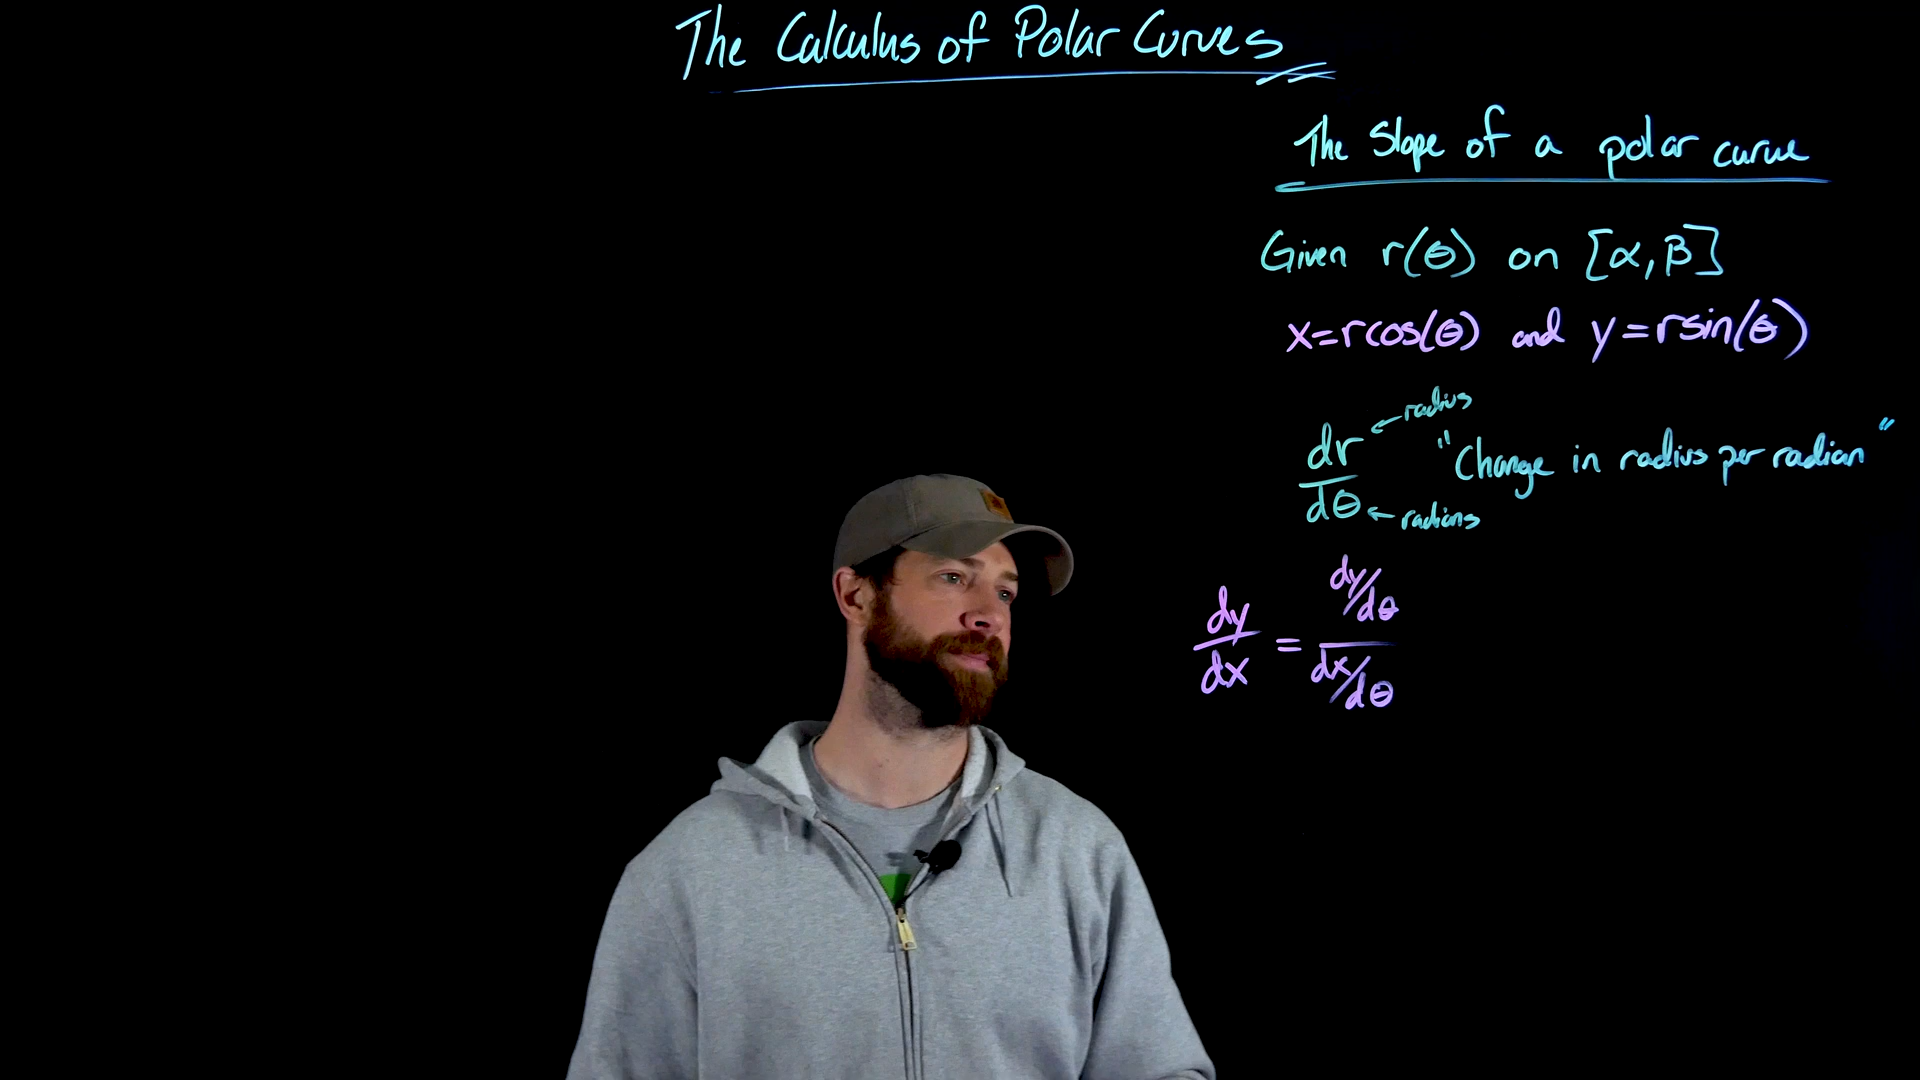 The Calculus of Polar Curves
The Slope of a polar curve
Given r(θ) on [α, β]
x=rcos(θ) and y=rsin(θ)
dr/dθ ← radius "Change in radius per radian"
← radians
dy/dx = (dy/dθ)/(dx/dθ)